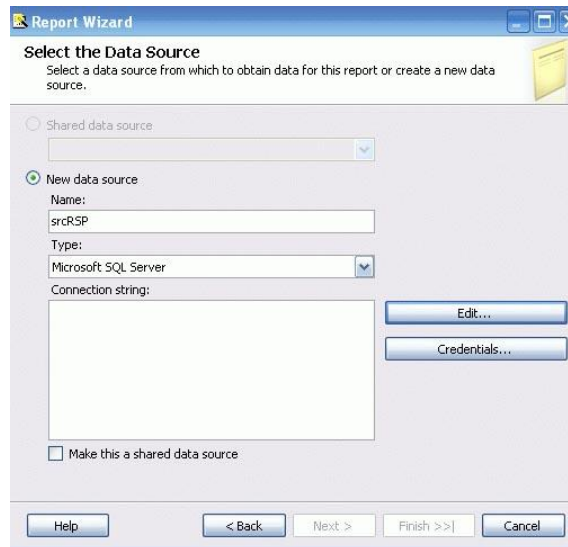 Report Wizard
Select the Data Source
Select a data source from which to obtain data for this report or create a new data
source.
Shared data source
New data source
Name:
srcRSP
Type:
Microsoft SQL Server
Connection string:
Edit...
Credentials...
Make this a shared data source
Help
< Back
Next >
Finish >>|
Cancel